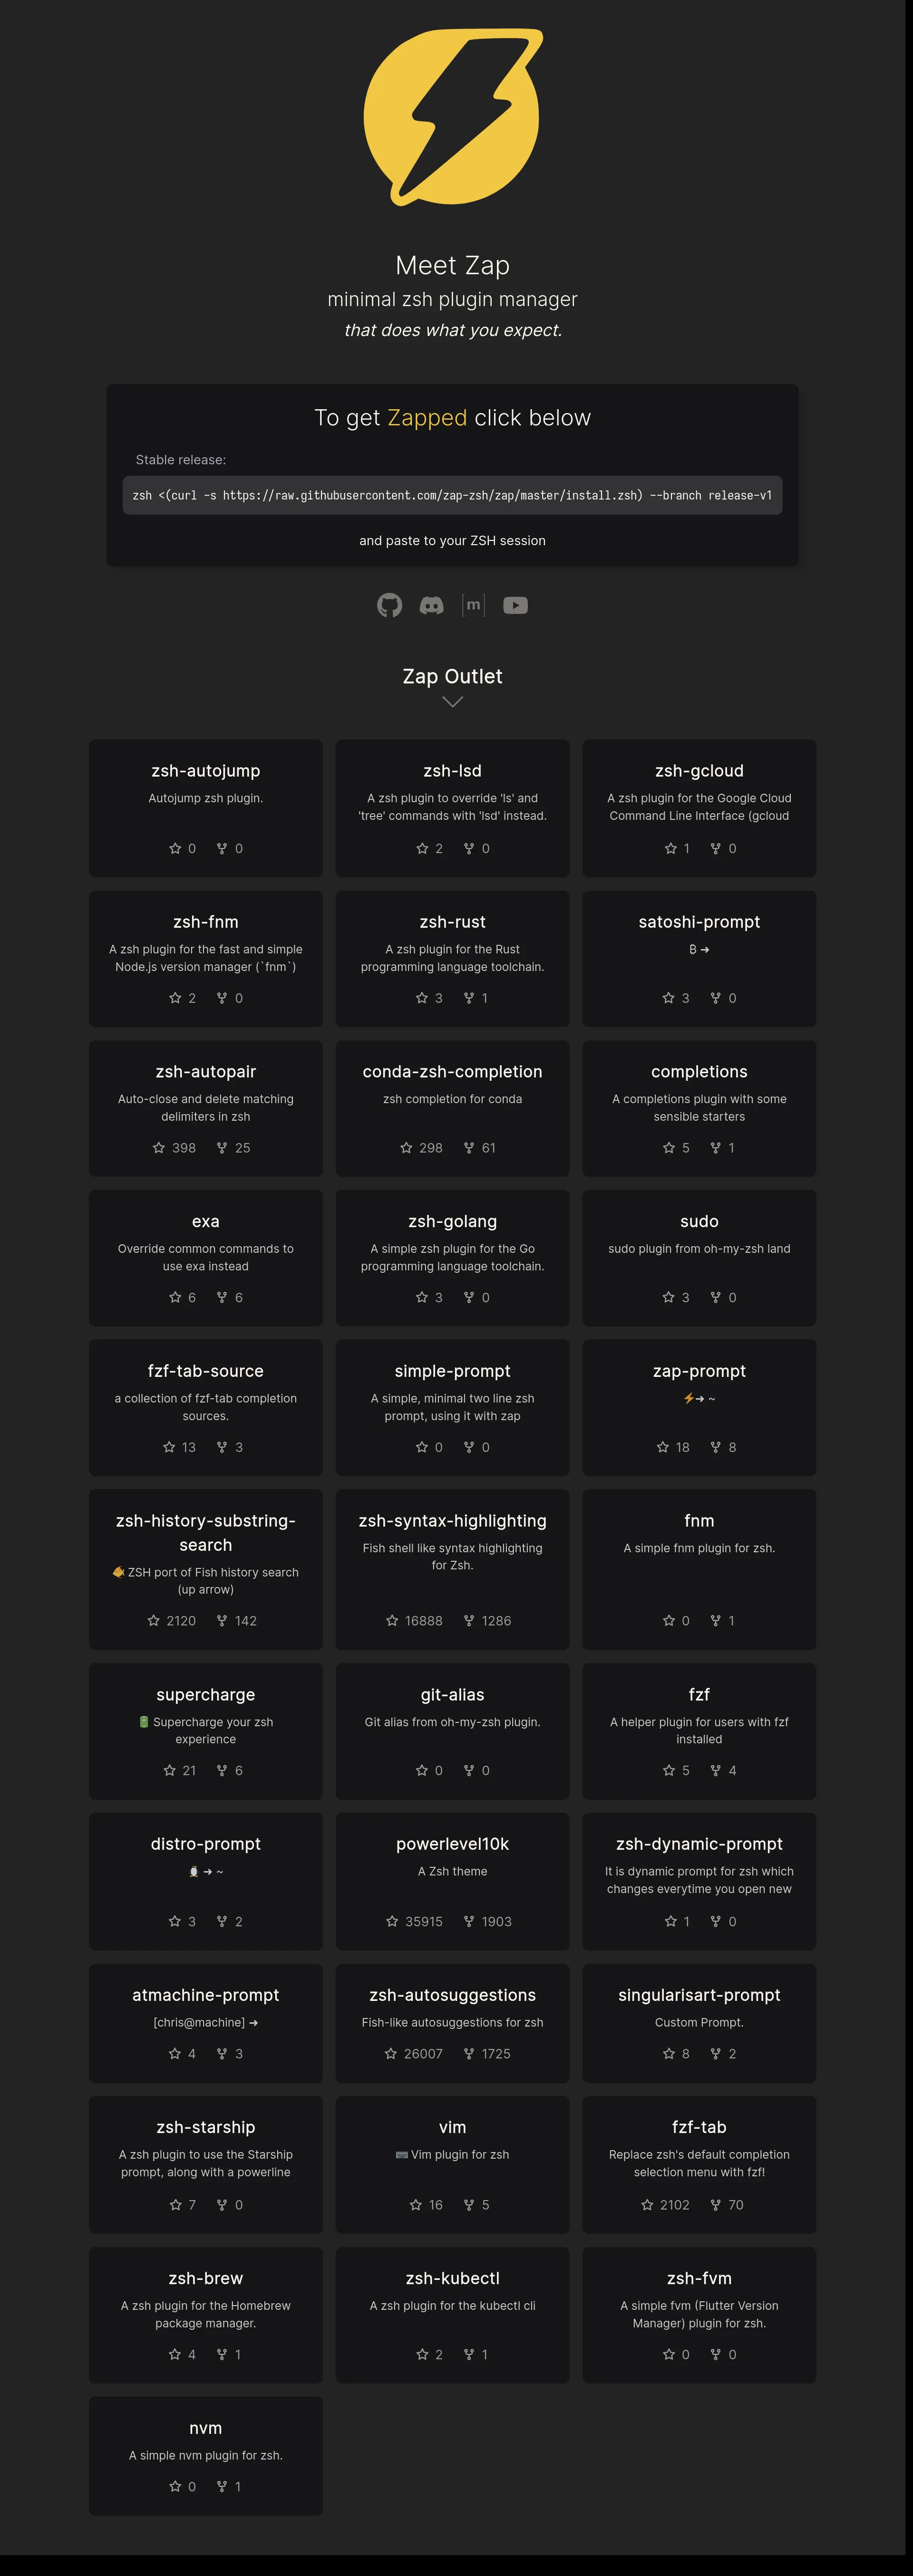 Meet Zap
minimal zsh plugin manager
that does what you expect.
To get Zapped click below
Stable release:
zsh <(curl -s https://raw.githubusercontent.com/zap-zsh/zap/master/install.zsh) --branch release-v1
and paste to your ZSH session
[m]
Zap Outlet
zsh-autojump
Autojump zsh plugin.
0 0
zsh-lsd
A zsh plugin to override 'ls' and
'tree' commands with 'lsd' instead.
2 0
zsh-gcloud
A zsh plugin for the Google Cloud
Command Line Interface (gcloud
1 0
zsh-fnm
A zsh plugin for the fast and simple
Node.js version manager (`fnm`)
2 0
zsh-rust
A zsh plugin for the Rust
programming language toolchain.
3 1
satoshi-prompt
₿ ➜
3 0
zsh-autopair
Auto-close and delete matching
delimiters in zsh
398 25
conda-zsh-completion
zsh completion for conda
298 61
completions
A completions plugin with some
sensible starters
5 1
exa
Override common commands to
use exa instead
6 6
zsh-golang
A simple zsh plugin for the Go
programming language toolchain.
3 0
sudo
sudo plugin from oh-my-zsh land
3 0
fzf-tab-source
a collection of fzf-tab completion
sources.
13 3
simple-prompt
A simple, minimal two line zsh
prompt, using it with zap
0 0
zap-prompt
⚡➜ ~
18 8
zsh-history-substring-
search
🐠 ZSH port of Fish history search
(up arrow)
2120 142
zsh-syntax-highlighting
Fish shell like syntax highlighting
for Zsh.
16888 1286
fnm
A simple fnm plugin for zsh.
0 1
supercharge
🔋 Supercharge your zsh
experience
21 6
git-alias
Git alias from oh-my-zsh plugin.
0 0
fzf
A helper plugin for users with fzf
installed
5 4
distro-prompt
🐧 ➜ ~
3 2
powerlevel10k
A Zsh theme
35915 1903
zsh-dynamic-prompt
It is dynamic prompt for zsh which
changes everytime you open new
1 0
atmachine-prompt
[chris@machine] ➜
4 3
zsh-autosuggestions
Fish-like autosuggestions for zsh
26007 1725
singularisart-prompt
Custom Prompt.
8 2
zsh-starship
A zsh plugin to use the Starship
prompt, along with a powerline
7 0
vim
⌨️ Vim plugin for zsh
16 5
fzf-tab
Replace zsh's default completion
selection menu with fzf!
2102 70
zsh-brew
A zsh plugin for the Homebrew
package manager.
4 1
zsh-kubectl
A zsh plugin for the kubectl cli
2 1
zsh-fvm
A simple fvm (Flutter Version
Manager) plugin for zsh.
0 0
nvm
A simple nvm plugin for zsh.
0 1